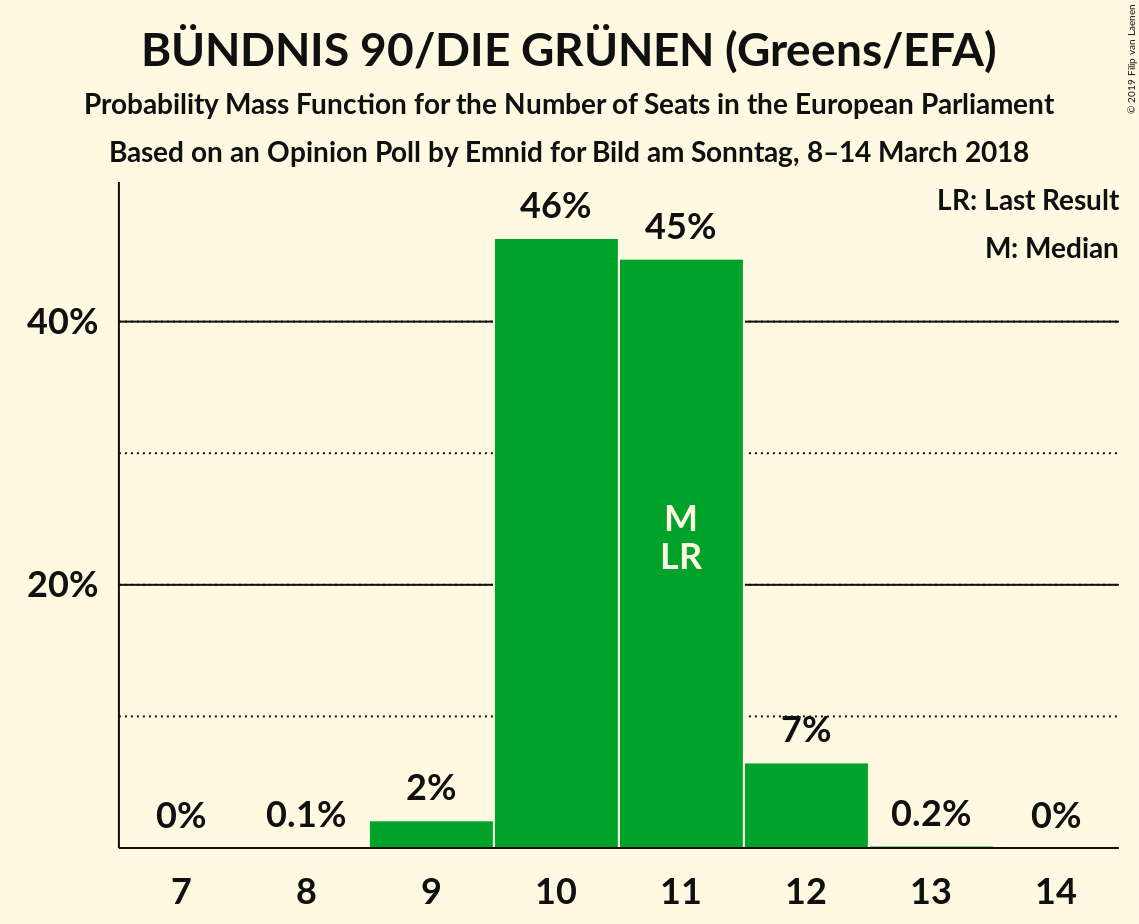 BÜNDNIS 90/DIE GRÜNEN (Greens/EFA)
Probability Mass Function for the Number of Seats in the European Parliament
Based on an Opinion Poll by Emnid for Bild am Sonntag, 8–14 March 2018
© 2019 Filip van Laenen
LR: Last Result
M: Median
46%
45%
40%
M
LR
20%
7%
2%
0%
0.1%
0.2%
0%
7 8 9 10 11 12 13 14